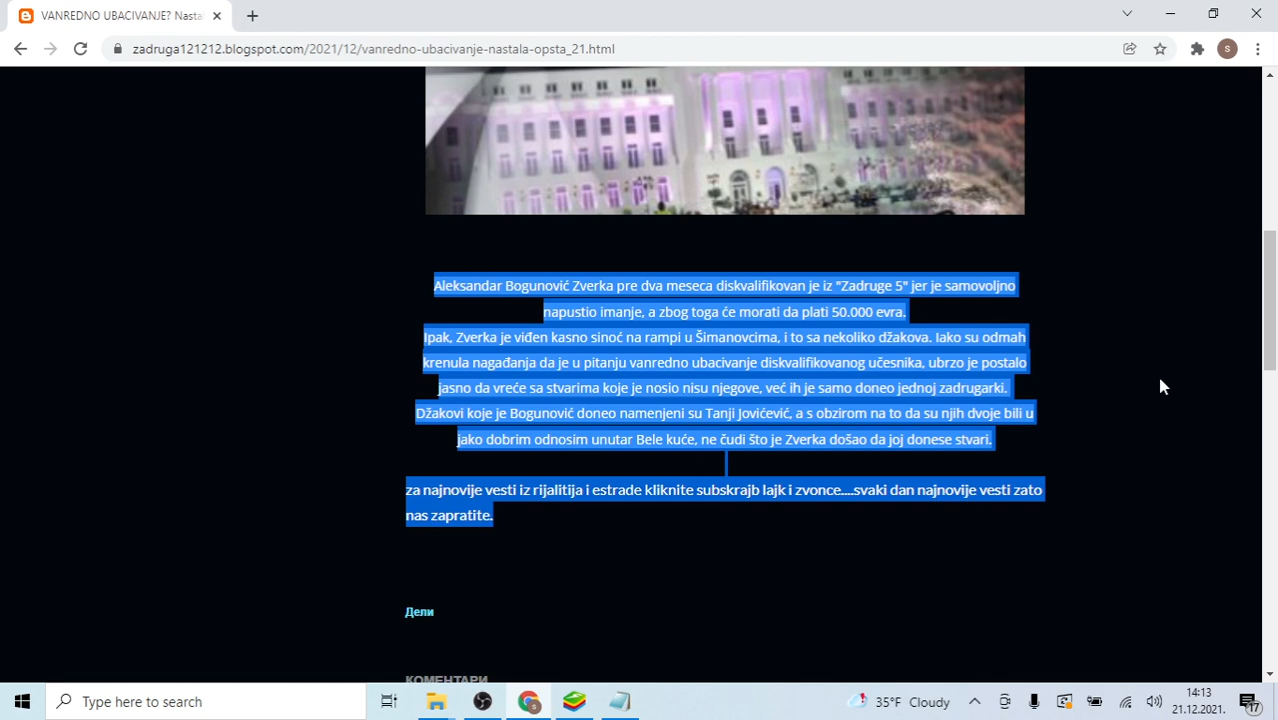 VANREDNO UBACIVANJE? Nasta
zadruga121212.blogspot.com/2021/12/vanredno-ubacivanje-nastala-opsta_21.html
S
Aleksandar Bogunović Zverka pre dva meseca diskvalifikovan je iz "Zadruge 5" jer je samovoljno
napustio imanje, a zbog toga će morati da plati 50.000 evra.
Ipak, Zverka je viđen kasno sinoć na rampi u Šimanovcima, i to sa nekoliko džakova. Iako su odmah
krenula nagađanja da je u pitanju vanredno ubacivanje diskvalifikovanog učesnika, ubrzo je postalo
jasno da vreće sa stvarima koje je nosio nisu njegove, već ih je samo doneo jednoj zadrugarki.
Džakovi koje je Bogunović doneo namenjeni su Tanji Jovićević, a s obzirom na to da su njih dvoje bili u
jako dobrim odnosim unutar Bele kuće, ne čudi što je Zverka došao da joj donese stvari.
za najnovije vesti iz rijalitija i estrade kliknite subskrajb lajk i zvonce....svaki dan najnovije vesti zato
nas zapratite.
Дели
КОМЕНТАРИ
Type here to search
35°F Cloudy
14:13
21.12.2021.
17